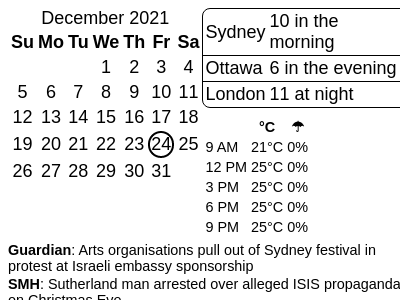 December 2021
Su Mo Tu We Th Fr Sa
1 2 3 4
5 6 7 8 9 10 11
12 13 14 15 16 17 18
19 20 21 22 23 24 25
26 27 28 29 30 31
Sydney 10 in the
morning
Ottawa 6 in the evening
London 11 at night
°C ☂
9 AM 21°C 0%
12 PM 25°C 0%
3 PM 25°C 0%
6 PM 25°C 0%
9 PM 25°C 0%
Guardian: Arts organisations pull out of Sydney festival in
protest at Israeli embassy sponsorship
SMH: Sutherland man arrested over alleged ISIS propaganda
on Christmas Eve